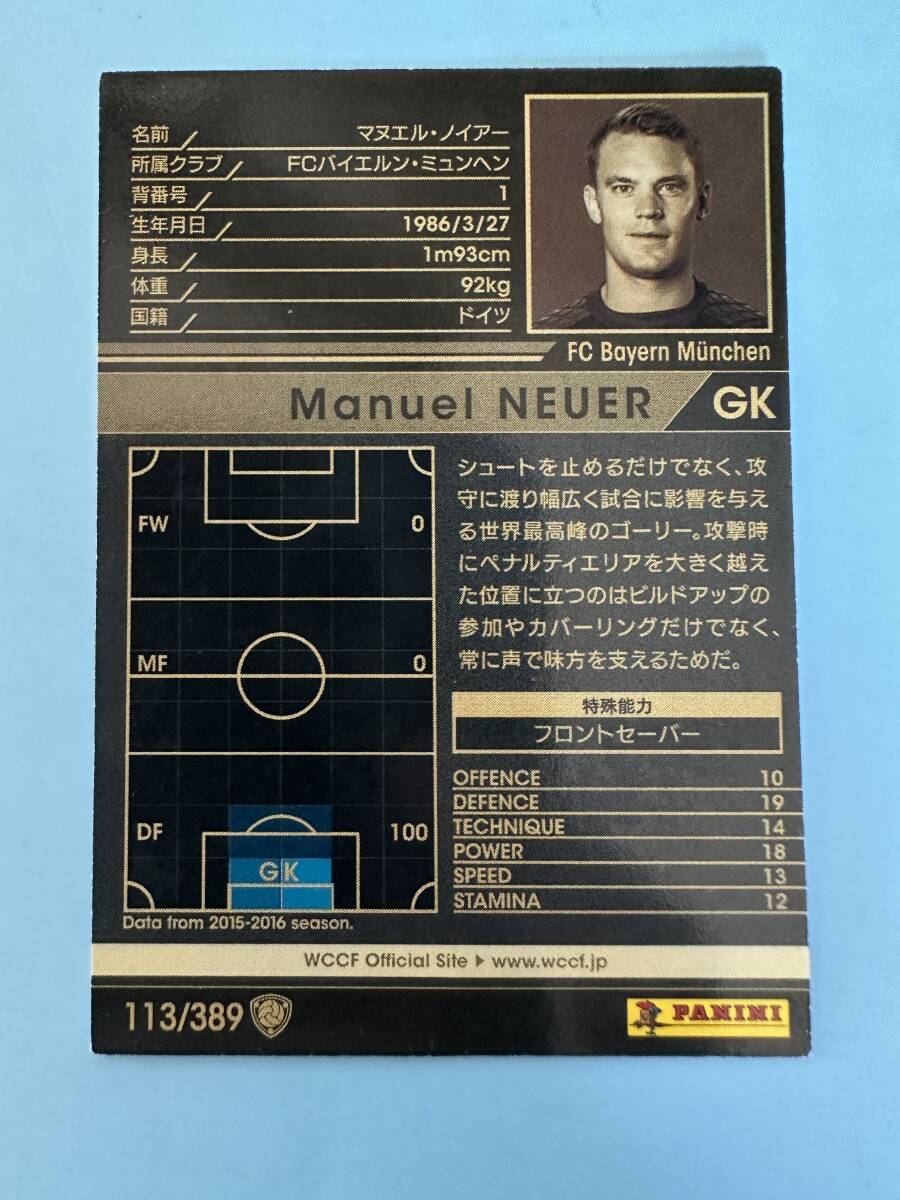 名前 マヌエル・ノイアー
所属クラブ FCバイエルン・ミュンヘン
背番号 1
生年月日 1986/3/27
身長 1m93cm
体重 92kg
国籍 ドイツ
FC Bayern München
Manuel NEUER GK
FW 0
MF 0
DF 100
GK
Data from 2015-2016 season.
シュートを止めるだけでなく、攻
守に渡り幅広く試合に影響を与え
る世界最高峰のゴーリー。攻撃時
にペナルティエリアを大きく越え
た位置に立つのはビルドアップの
参加やカバーリングだけでなく、
常に声で味方を支えるためだ。
特殊能力
フロントセーバー
OFFENCE 10
DEFENCE 19
TECHNIQUE 14
POWER 18
SPEED 13
STAMINA 12
WCCF Official Site ▶ www.wccf.jp
113/389
PANINI